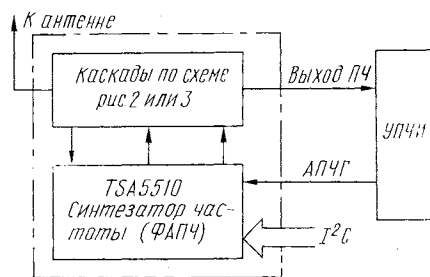 К антенне
Каскады по схеме
рис 2 или 3
Выход ПЧ
УПЧИ
АПЧГ
TSA5510
Синтезатор час-
тоты (ФАПЧ)
I²C